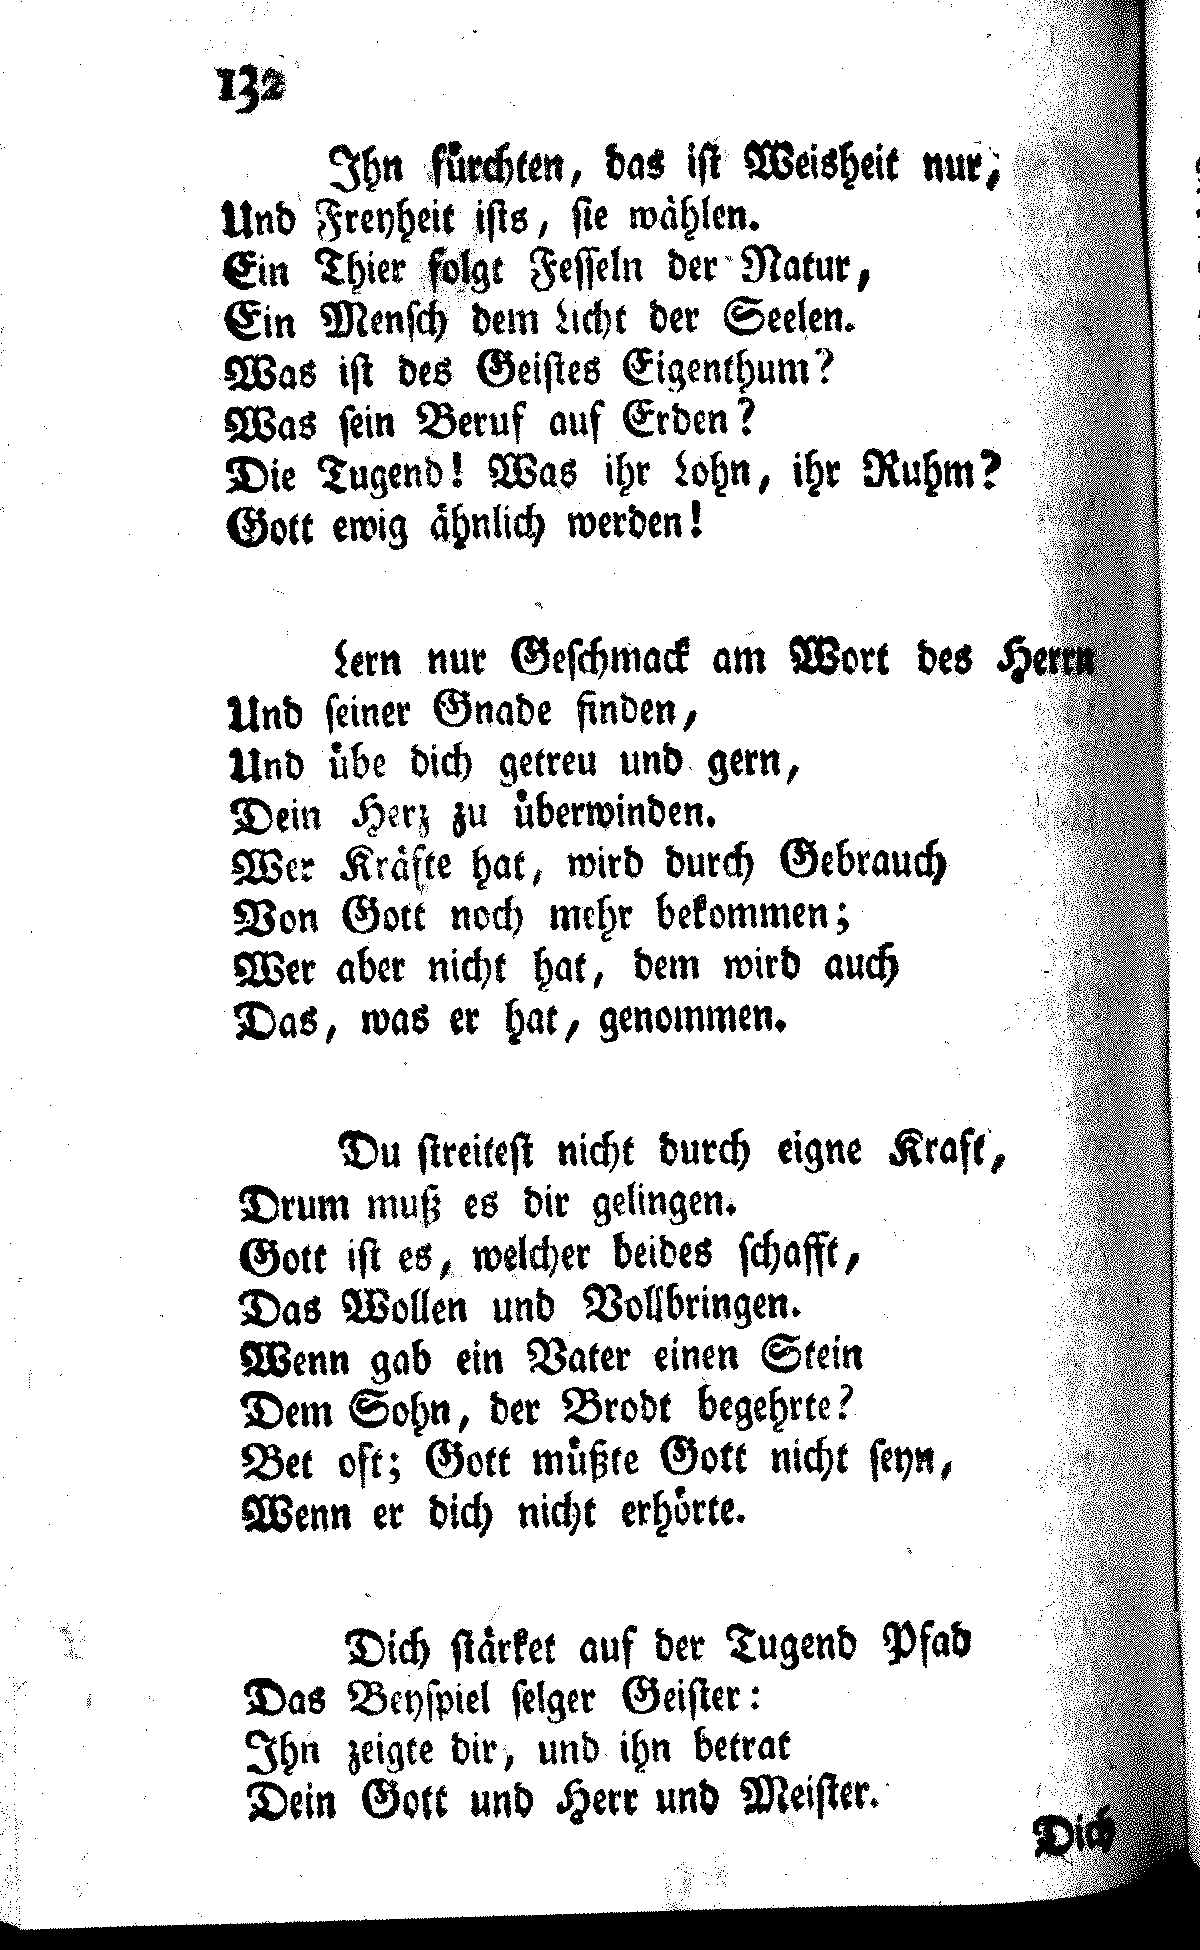 132
Ihn fürchten, das ist Weisheit nur,
Und Freyheit ists, sie wählen.
Ein Thier folgt Fesseln der Natur,
Ein Mensch dem Licht der Seelen.
Was ist des Geistes Eigenthum?
Was sein Beruf auf Erden?
Die Tugend! Was ihr Lohn, ihr Ruhm?
Gott ewig ähnlich werden!
Lern nur Geschmack am Wort des Herrn
Und seiner Gnade finden,
Und übe dich getreu und gern,
Dein Herz zu überwinden.
Wer Kräfte hat, wird durch Gebrauch
Von Gott noch mehr bekommen;
Wer aber nicht hat, dem wird auch
Das, was er hat, genommen.
Du streitest nicht durch eigne Kraft,
Drum muß es dir gelingen.
Gott ist es, welcher beides schafft,
Das Wollen und Vollbringen.
Wenn gab ein Vater einen Stein
Dem Sohn, der Brodt begehrte?
Bet oft; Gott müßte Gott nicht seyn,
Wenn er dich nicht erhörte.
Dich stärket auf der Tugend Pfad
Das Beyspiel selger Geister:
Ihn zeigte dir, und ihn betrat
Dein Gott und Herr und Meister.
Dich